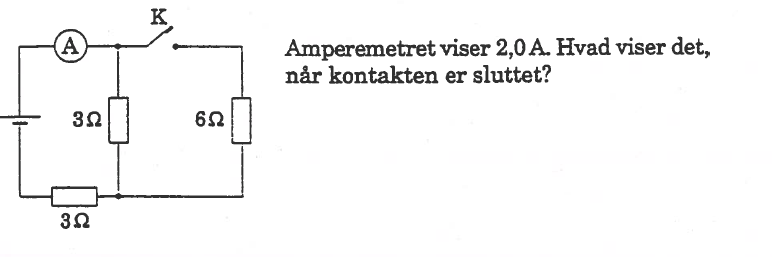 K
A
Amperemetret viser 2,0 A. Hvad viser det,
når kontakten er sluttet?
3Ω
6Ω
3Ω